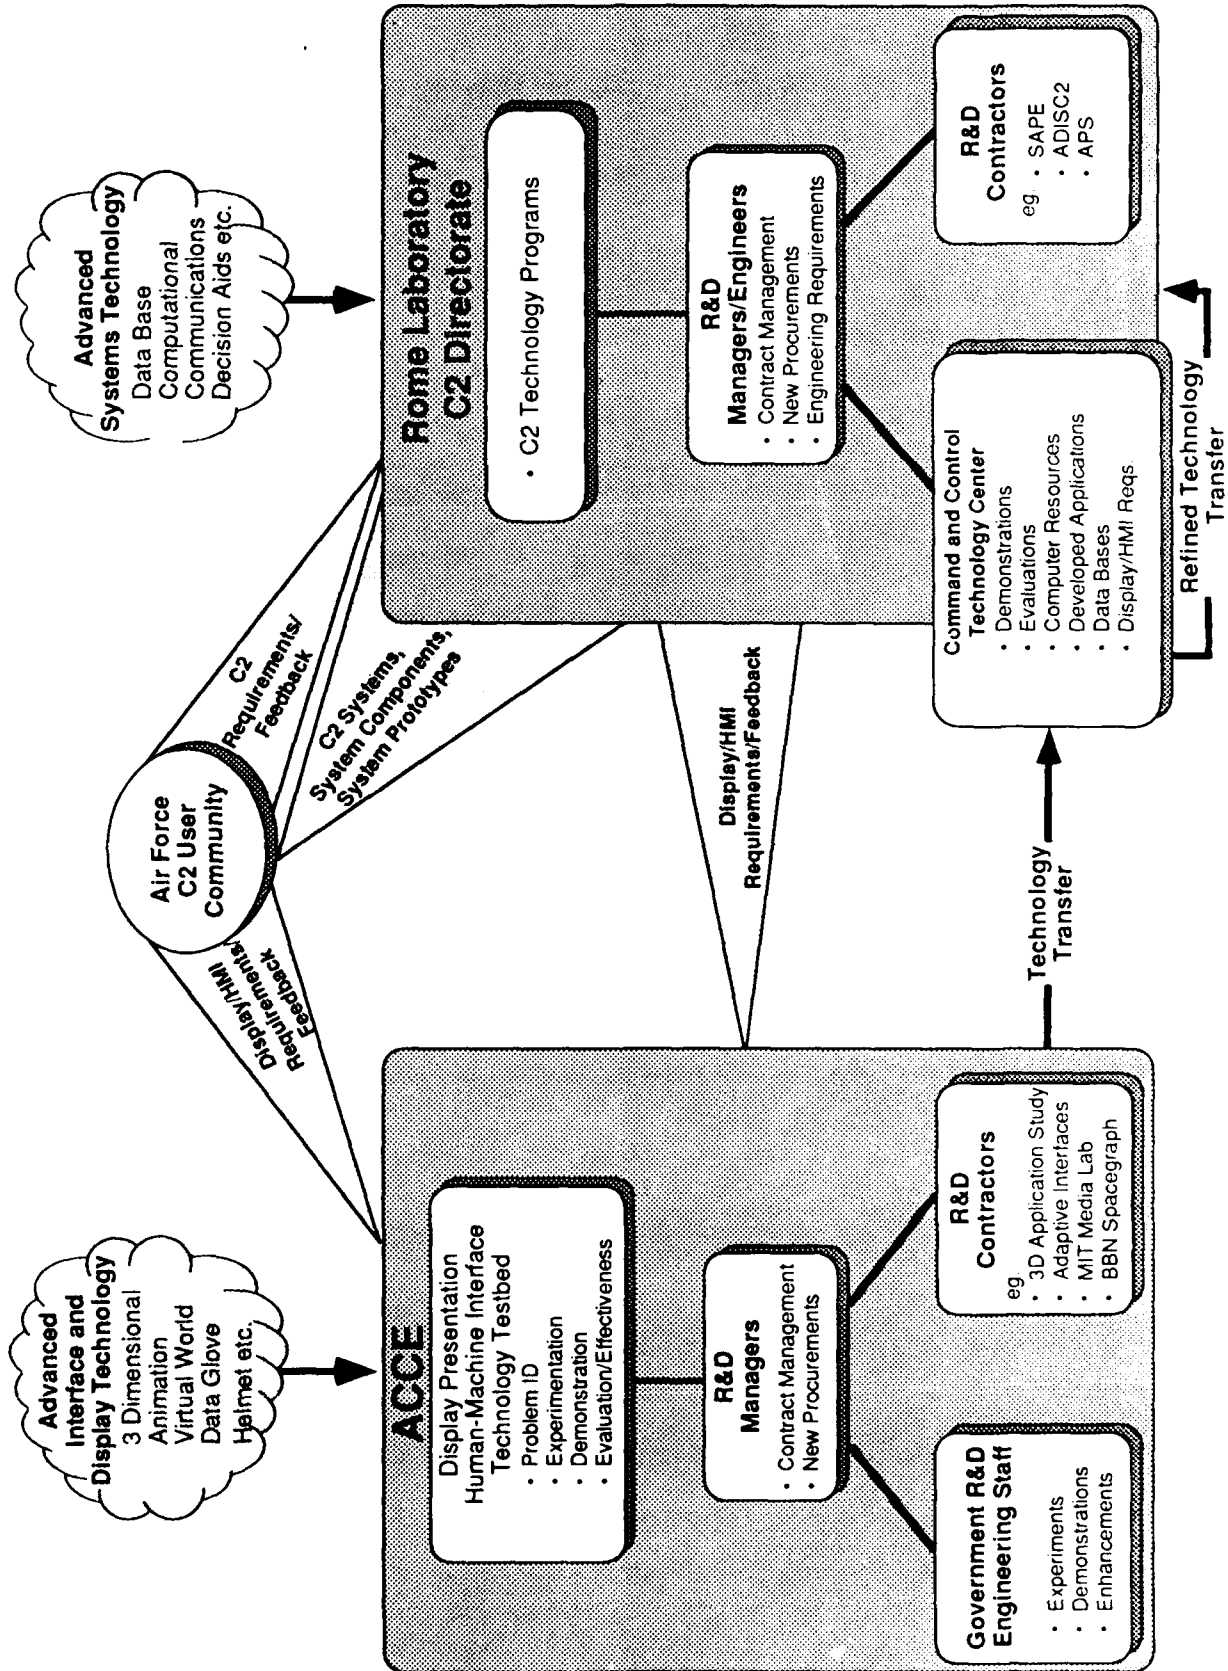 Advanced
Interface and
Display Technology
3 Dimensional
Animation
Virtual World
Data Glove
Helmet etc.
Air Force
C2 User
Community
Advanced
Systems Technology
Data Base
Computational
Communications
Decision Aids etc.
Display/HMI
Requirements/
Feedback
C2
Requirements/
Feedback
C2 Systems,
System Components,
System Prototypes
ACCE
Display Presentation
Human-Machine Interface
Technology Testbed
· Problem ID
· Experimentation
· Demonstration
· Evaluation/Effectiveness
R&D
Managers
· Contract Management
· New Procurements
Government R&D
Engineering Staff
· Experiments
· Demonstrations
· Enhancements
R&D
Contractors
eg.
· 3D Application Study
· Adaptive Interfaces
· MIT Media Lab
· BBN Spacegraph
Display/HMI
Requirements/Feedback
Technology
Transfer
Rome Laboratory
C2 Directorate
· C2 Technology Programs
R&D
Managers/Engineers
· Contract Management
· New Procurements
· Engineering Requirements
Command and Control
Technology Center
· Demonstrations
· Evaluations
· Computer Resources
· Developed Applications
· Data Bases
· Display/HMI Reqs.
R&D
Contractors
eg. · SAPE
· ADISC2
· APS
Refined Technology
Transfer